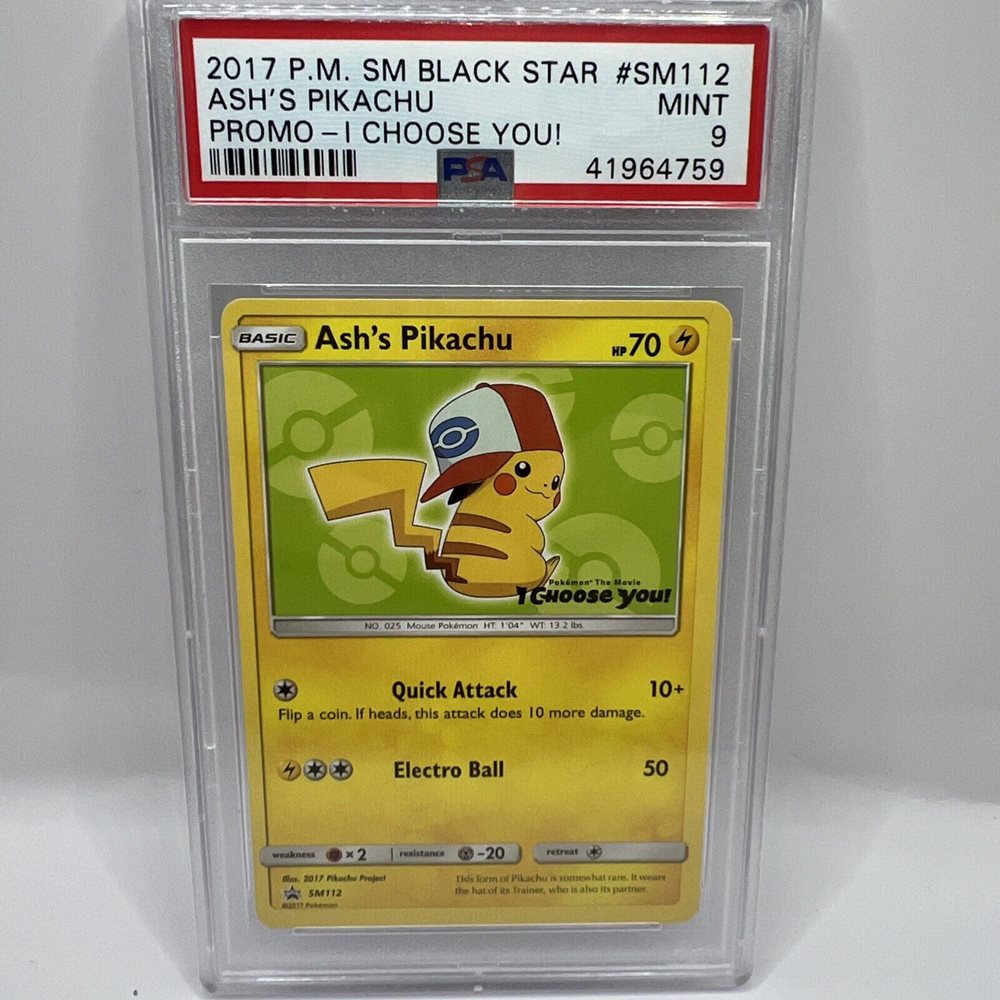 2017 P.M. SM BLACK STAR #SM112
ASH'S PIKACHU MINT
PROMO-I CHOOSE YOU! 9
PSA 41964759
BASIC Ash's Pikachu HP 70
Pokémon The Movie
I CHOOSE YOU!
NO. 025 Mouse Pokémon HT: 1'04" WT: 13.2 lbs.
Quick Attack 10+
Flip a coin. If heads, this attack does 10 more damage.
Electro Ball 50
weakness ×2 resistance -20 retreat
Illus. 2017 Pikachu Project
This form of Pikachu is somewhat rare. It wears
SM112
the hat of its Trainer, who is also its partner.
©2017 Pokémon